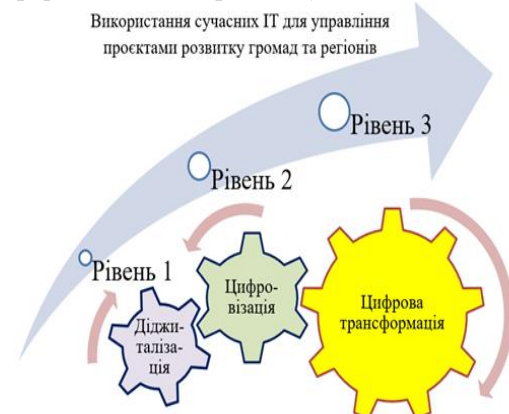 Використання сучасних ІТ для управління
проєктами розвитку громад та регіонів
Рівень 3
Рівень 2
Рівень 1
Діджи-
таліза-
ція
Цифро-
візація
Цифрова
трансформація